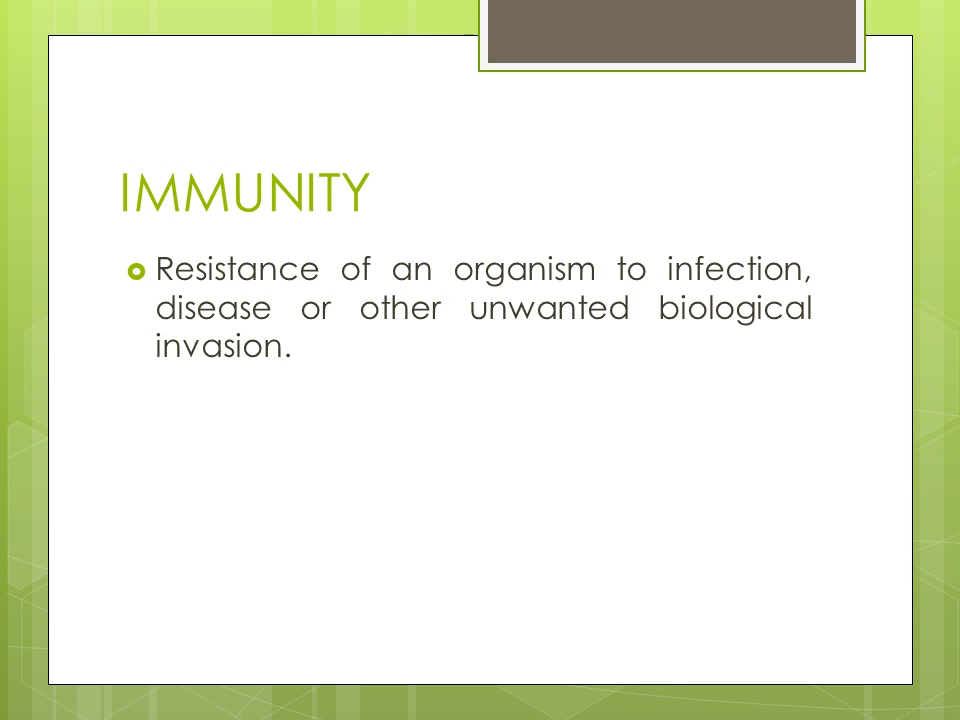 IMMUNITY
Resistance of an organism to infection,
disease or other unwanted biological
invasion.